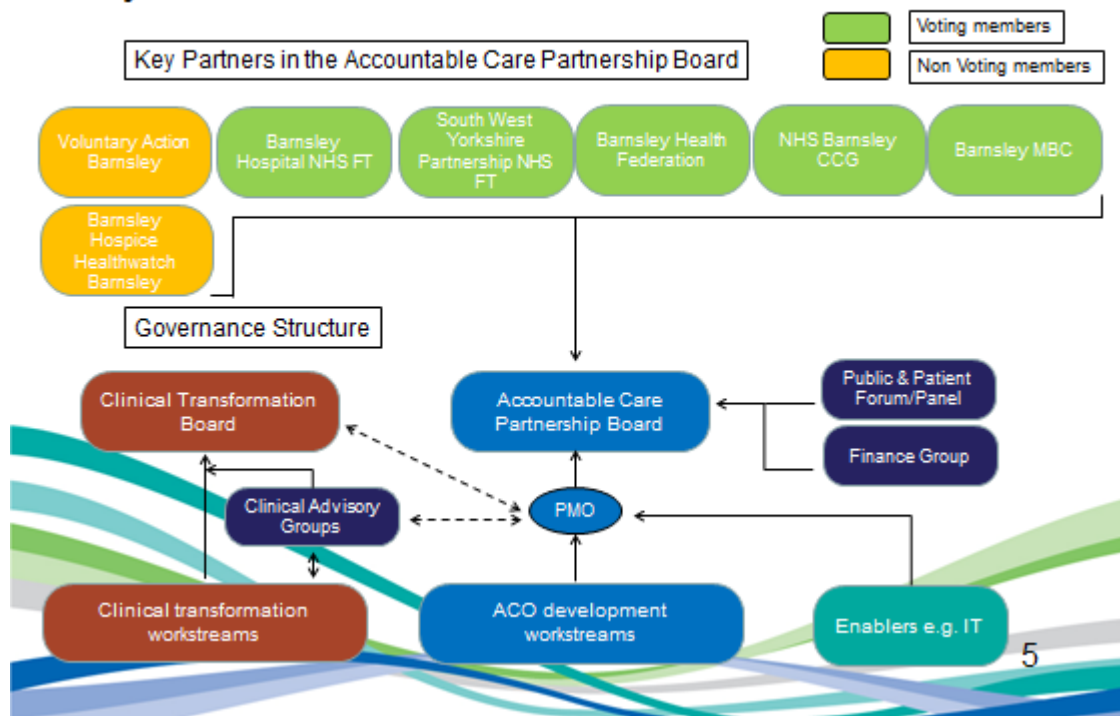 Voting members
Key Partners in the Accountable Care Partnership Board
Non Voting members
Voluntary Action
Barnsley
Barnsley
Hospital NHS FT
South West
Yorkshire
Partnership NHS
FT
Barnsley Health
Federation
NHS Barnsley
CCG
Barnsley MBC
Barnsley
Hospice
Healthwatch
Barnsley
Governance Structure
Clinical Transformation
Board
Accountable Care
Partnership Board
Public & Patient
Forum/Panel
Finance Group
Clinical Advisory
Groups
PMO
Clinical transformation
workstreams
ACO development
workstreams
Enablers e.g. IT
5